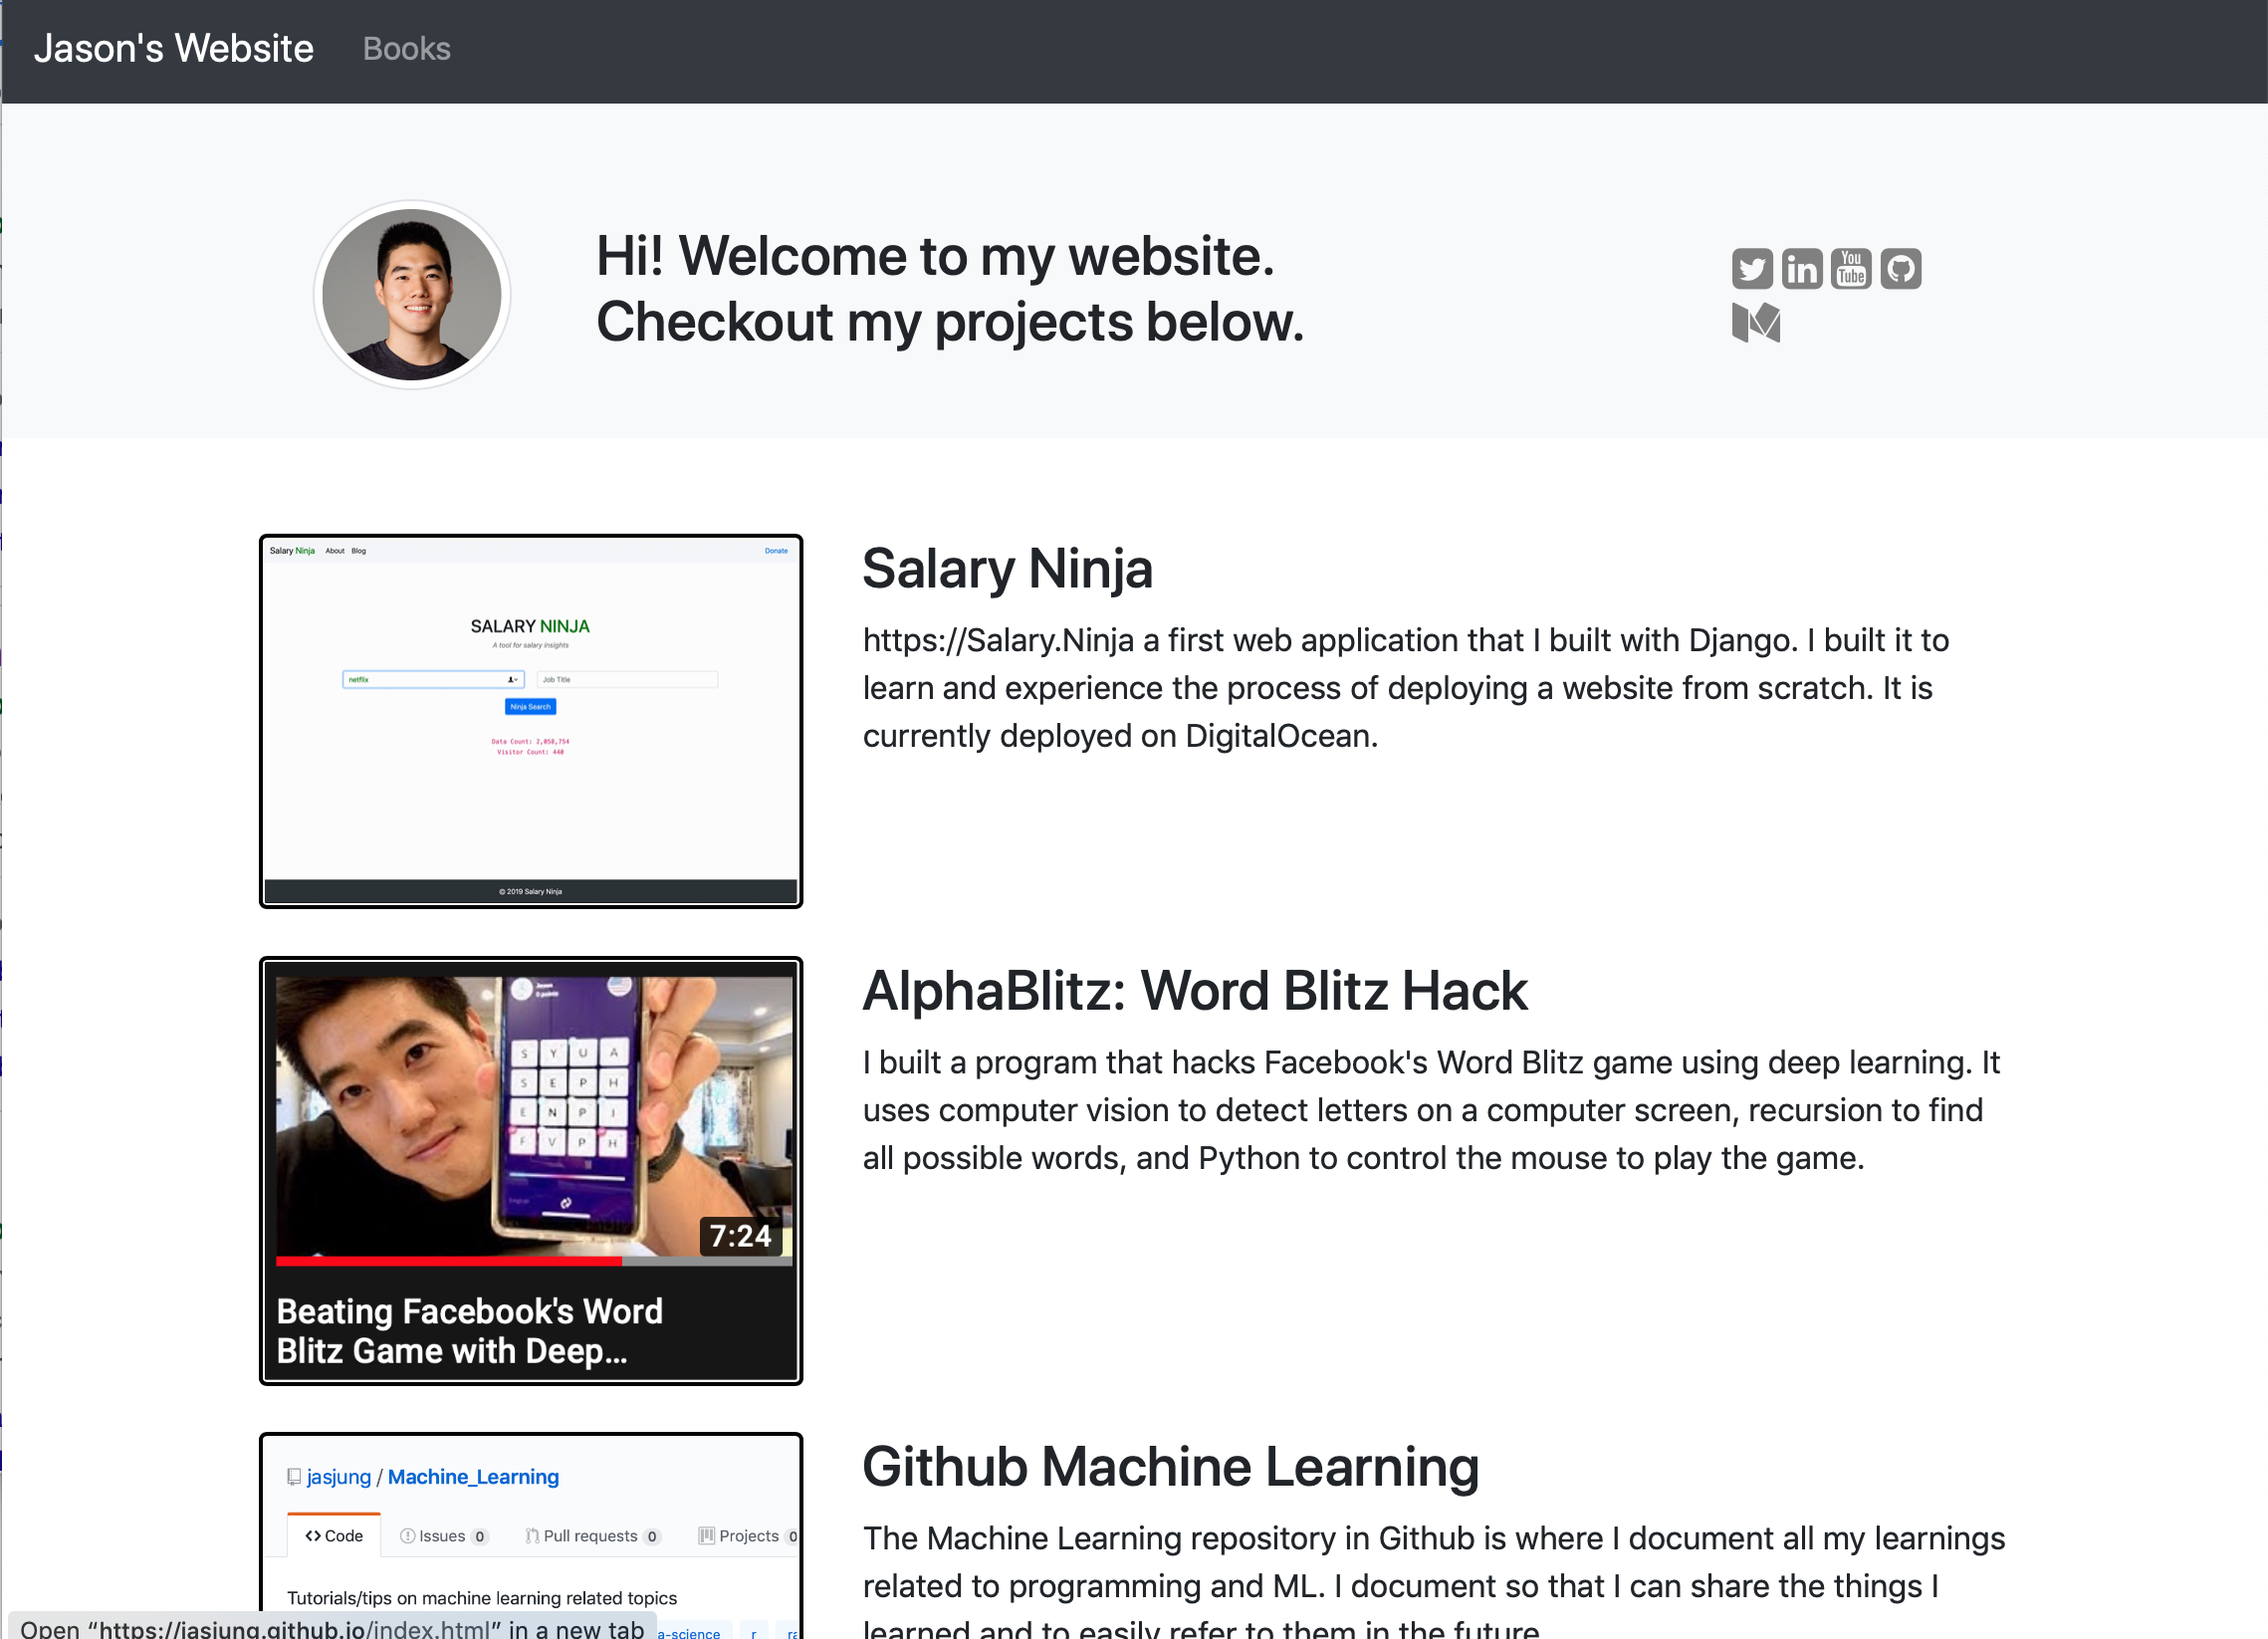 Jason's Website Books
Hi! Welcome to my website.
Checkout my projects below.
You
Tube
in
Salary Ninja About Blog Donate
SALARY NINJA
A tool for salary insights
netflix Job Title
Ninja Search
Data Count: 2,058,754
Visitor Count: 440
© 2019 Salary Ninja
Salary Ninja
https://Salary.Ninja a first web application that I built with Django. I built it to
learn and experience the process of deploying a website from scratch. It is
currently deployed on DigitalOcean.
Jason
0 points
S Y U A
S E P H
E N P I
F V P H
7:24
Beating Facebook's Word
Blitz Game with Deep...
AlphaBlitz: Word Blitz Hack
I built a program that hacks Facebook's Word Blitz game using deep learning. It
uses computer vision to detect letters on a computer screen, recursion to find
all possible words, and Python to control the mouse to play the game.
jasjung / Machine_Learning
Code Issues 0 Pull requests 0 Projects 0
Tutorials/tips on machine learning related topics
a-science r ra
Github Machine Learning
The Machine Learning repository in Github is where I document all my learnings
related to programming and ML. I document so that I can share the things I
learned and to easily refer to them in the future
Open “https://jasjung.github.io/index.html” in a new tab